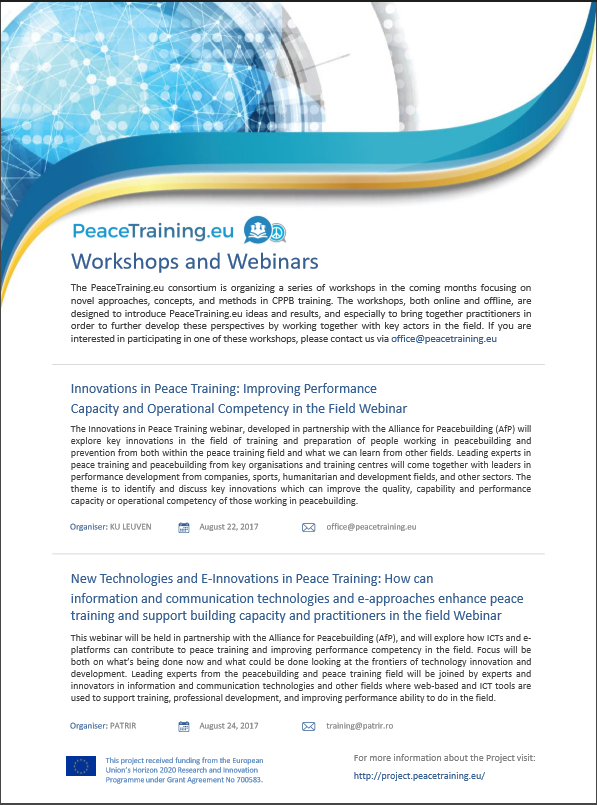 PeaceTraining.eu
Workshops and Webinars
The PeaceTraining.eu consortium is organizing a series of workshops in the coming months focusing on
novel approaches, concepts, and methods in CPPB training. The workshops, both online and offline, are
designed to introduce PeaceTraining.eu ideas and results, and especially to bring together practitioners in
order to further develop these perspectives by working together with key actors in the field. If you are
interested in participating in one of these workshops, please contact us via office@peacetraining.eu
Innovations in Peace Training: Improving Performance
Capacity and Operational Competency in the Field Webinar
The Innovations in Peace Training webinar, developed in partnership with the Alliance for Peacebuilding (AfP) will
explore key innovations in the field of training and preparation of people working in peacebuilding and
prevention from both within the peace training field and what we can learn from other fields. Leading experts in
peace training and peacebuilding from key organisations and training centres will come together with leaders in
performance development from companies, sports, humanitarian and development fields, and other sectors. The
theme is to identify and discuss key innovations which can improve the quality, capability and performance
capacity or operational competency of those working in peacebuilding.
Organiser: KU LEUVEN August 22, 2017 office@peacetraining.eu
New Technologies and E-Innovations in Peace Training: How can
information and communication technologies and e-approaches enhance peace
training and support building capacity and practitioners in the field Webinar
This webinar will be held in partnership with the Alliance for Peacebuilding (AfP), and will explore how ICTs and e-
platforms can contribute to peace training and improving performance competency in the field. Focus will be
both on what's being done now and what could be done looking at the frontiers of technology innovation and
development. Leading experts from the peacebuilding and peace training field will be joined by experts and
innovators in information and communication technologies and other fields where web-based and ICT tools are
used to support training, professional development, and improving performance ability to do in the field.
Organiser: PATRIR August 24, 2017 training@patrir.ro
This project received funding from the European
Union's Horizon 2020 Research and Innovation
Programme under Grant Agreement No 700583.
For more information about the Project visit:
http://project.peacetraining.eu/